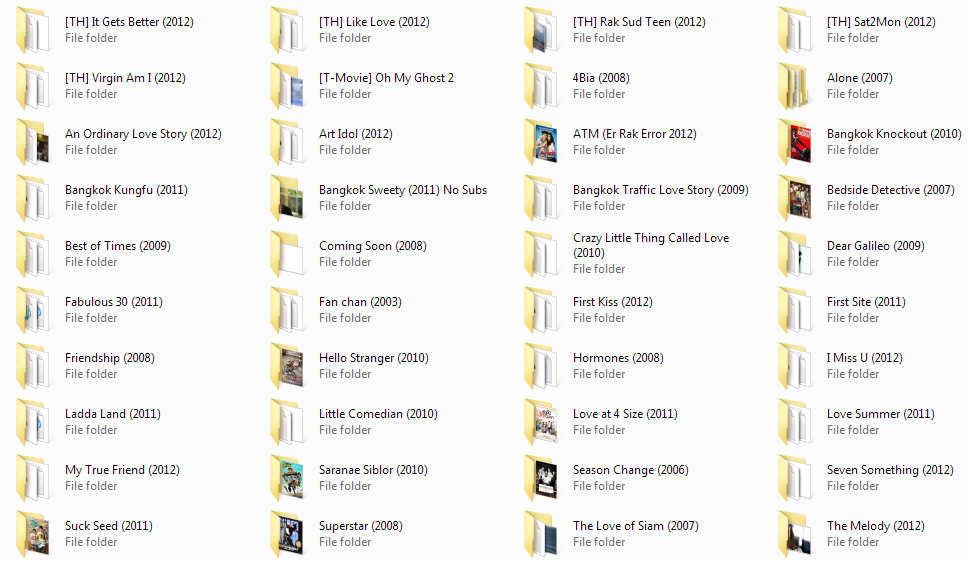 [TH] It Gets Better (2012)
File folder
[TH] Like Love (2012)
File folder
[TH] Rak Sud Teen (2012)
File folder
[TH] Sat2Mon (2012)
File folder
[TH] Virgin Am I (2012)
File folder
[T-Movie] Oh My Ghost 2
File folder
4Bia (2008)
File folder
Alone (2007)
File folder
An Ordinary Love Story (2012)
File folder
Art Idol (2012)
File folder
ATM (Er Rak Error 2012)
File folder
Bangkok Knockout (2010)
File folder
Bangkok Kungfu (2011)
File folder
Bangkok Sweety (2011) No Subs
File folder
Bangkok Traffic Love Story (2009)
File folder
Bedside Detective (2007)
File folder
Best of Times (2009)
File folder
Coming Soon (2008)
File folder
Crazy Little Thing Called Love
(2010)
File folder
Dear Galileo (2009)
File folder
Fabulous 30 (2011)
File folder
Fan chan (2003)
File folder
First Kiss (2012)
File folder
First Site (2011)
File folder
Friendship (2008)
File folder
Hello Stranger (2010)
File folder
Hormones (2008)
File folder
I Miss U (2012)
File folder
Ladda Land (2011)
File folder
Little Comedian (2010)
File folder
Love at 4 Size (2011)
File folder
Love Summer (2011)
File folder
My True Friend (2012)
File folder
Saranae Siblor (2010)
File folder
Season Change (2006)
File folder
Seven Something (2012)
File folder
Suck Seed (2011)
File folder
Superstar (2008)
File folder
The Love of Siam (2007)
File folder
The Melody (2012)
File folder